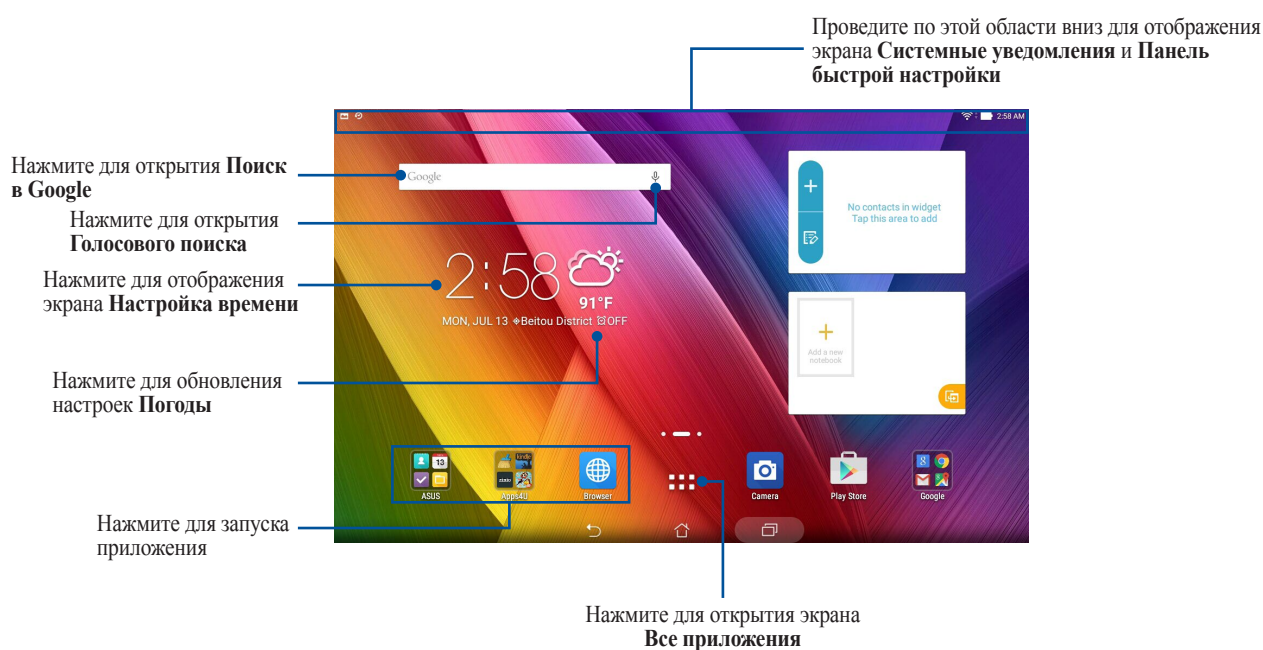 Проведите по этой области вниз для отображения
экрана Системные уведомления и Панель
быстрой настройки
2:58 AM
Нажмите для открытия Поиск
в Google
Google
Нажмите для открытия
Голосового поиска
No contacts in widget
Tap this area to add
Нажмите для отображения
экрана Настройка времени
2:58
91°F
MON, JUL 13 Beitou District OFF
Add a new
notebook
Нажмите для обновления
настроек Погоды
13
kindle
8
ASUS
Apps4U
Browser
Camera
Play Store
Google
Нажмите для запуска
приложения
Нажмите для открытия экрана
Все приложения